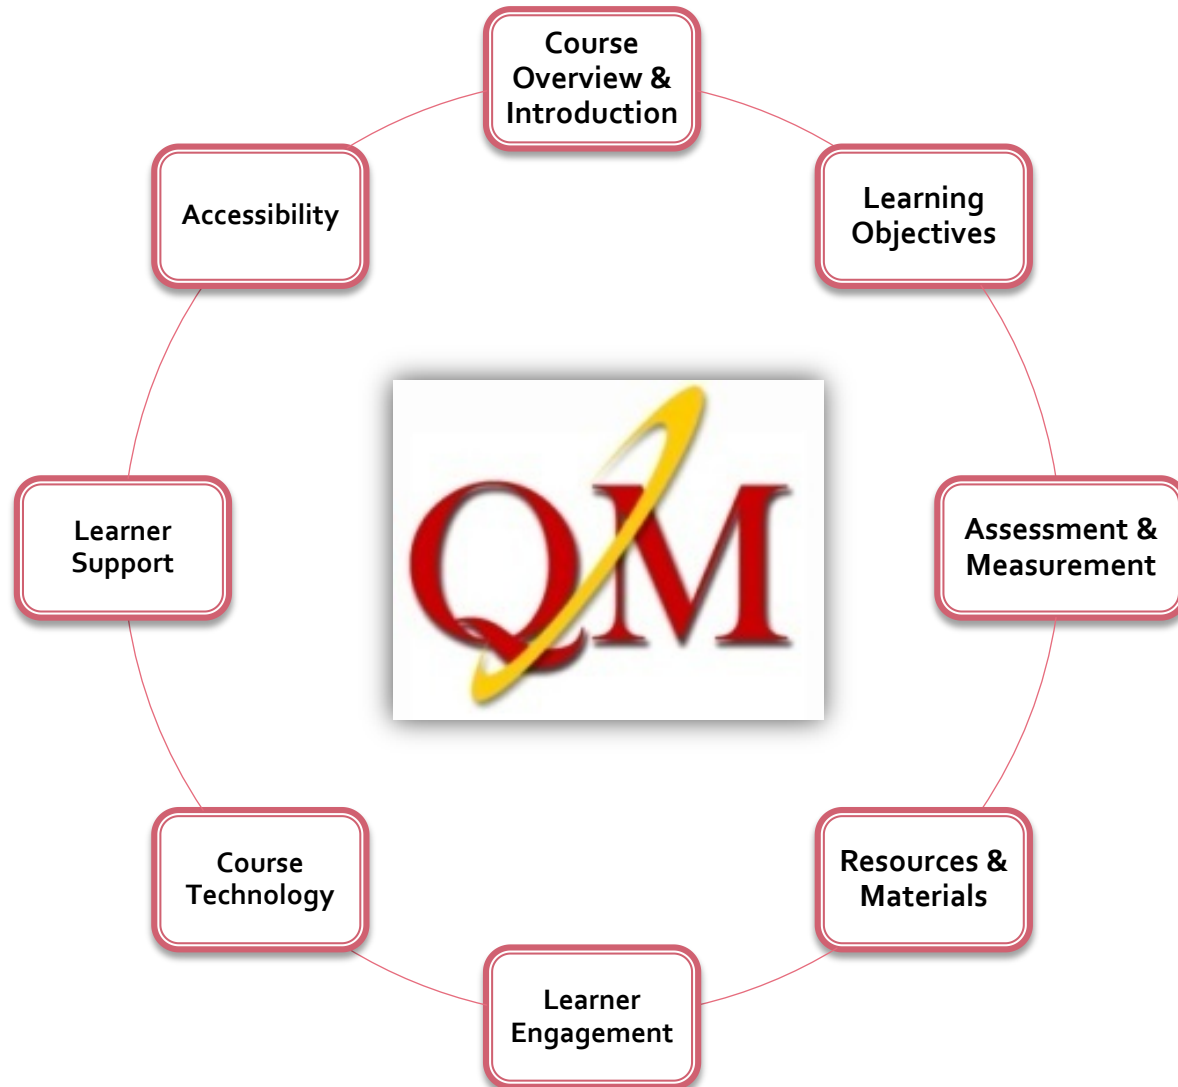 Course
Overview &
Introduction
Learning
Objectives
Assessment &
Measurement
Resources &
Materials
Learner
Engagement
Course
Technology
Learner
Support
Accessibility
QM